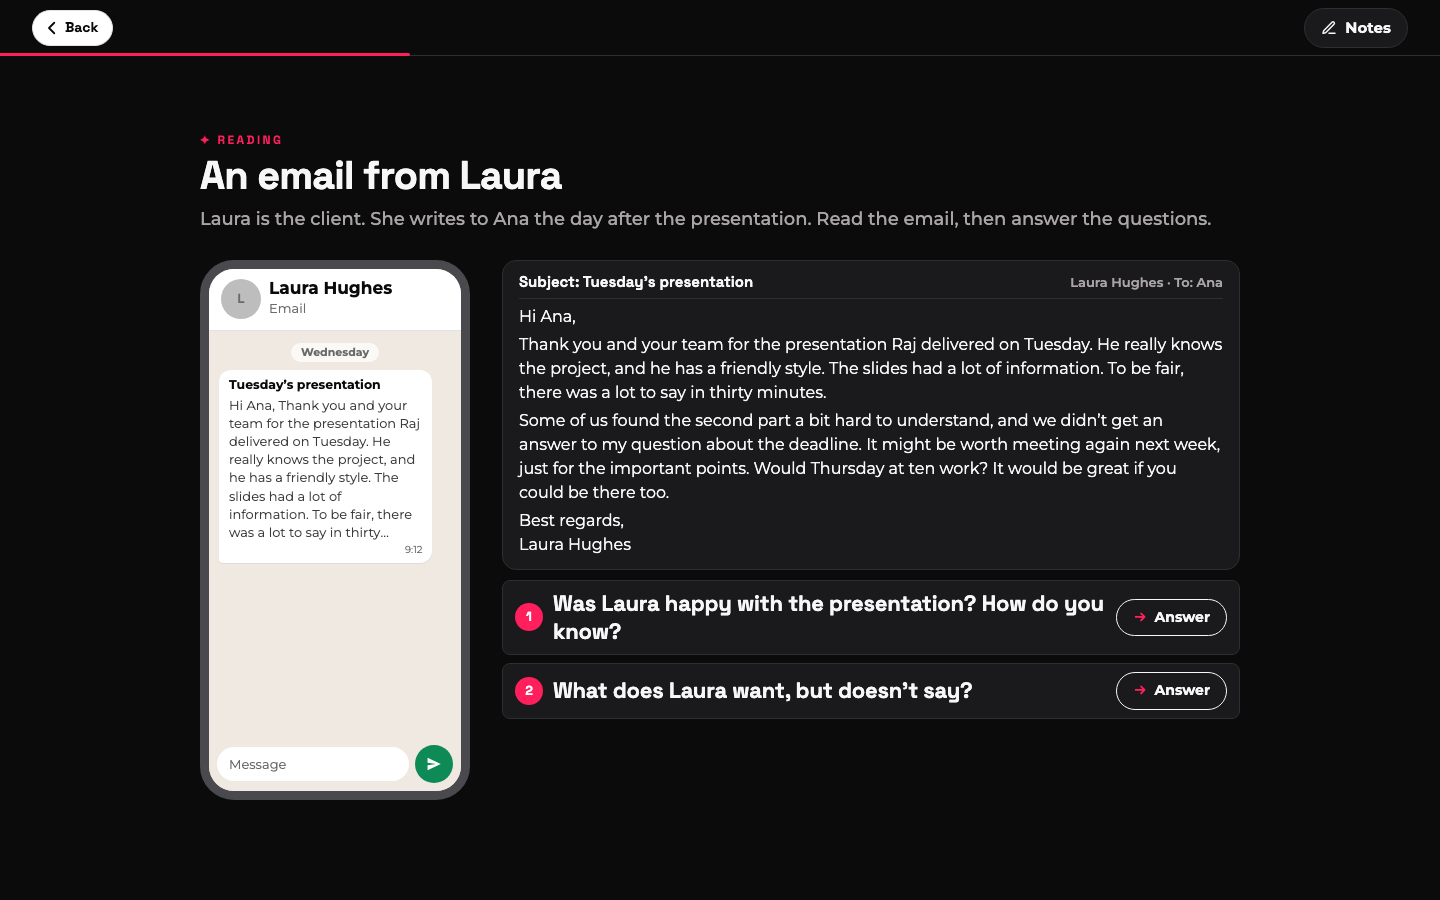 Back
Notes
READING
An email from Laura
Laura is the client. She writes to Ana the day after the presentation. Read the email, then answer the questions.
L
Laura Hughes
Email
Wednesday
Tuesday's presentation
Hi Ana, Thank you and your
team for the presentation Raj
delivered on Tuesday. He
really knows the project, and
he has a friendly style. The
slides had a lot of
information. To be fair, there
was a lot to say in thirty...
9:12
Message
Subject: Tuesday's presentation
Laura Hughes · To: Ana
Hi Ana,
Thank you and your team for the presentation Raj delivered on Tuesday. He really knows
the project, and he has a friendly style. The slides had a lot of information. To be fair,
there was a lot to say in thirty minutes.
Some of us found the second part a bit hard to understand, and we didn't get an
answer to my question about the deadline. It might be worth meeting again next week,
just for the important points. Would Thursday at ten work? It would be great if you
could be there too.
Best regards,
Laura Hughes
1
Was Laura happy with the presentation? How do you
know?
Answer
2
What does Laura want, but doesn't say?
Answer